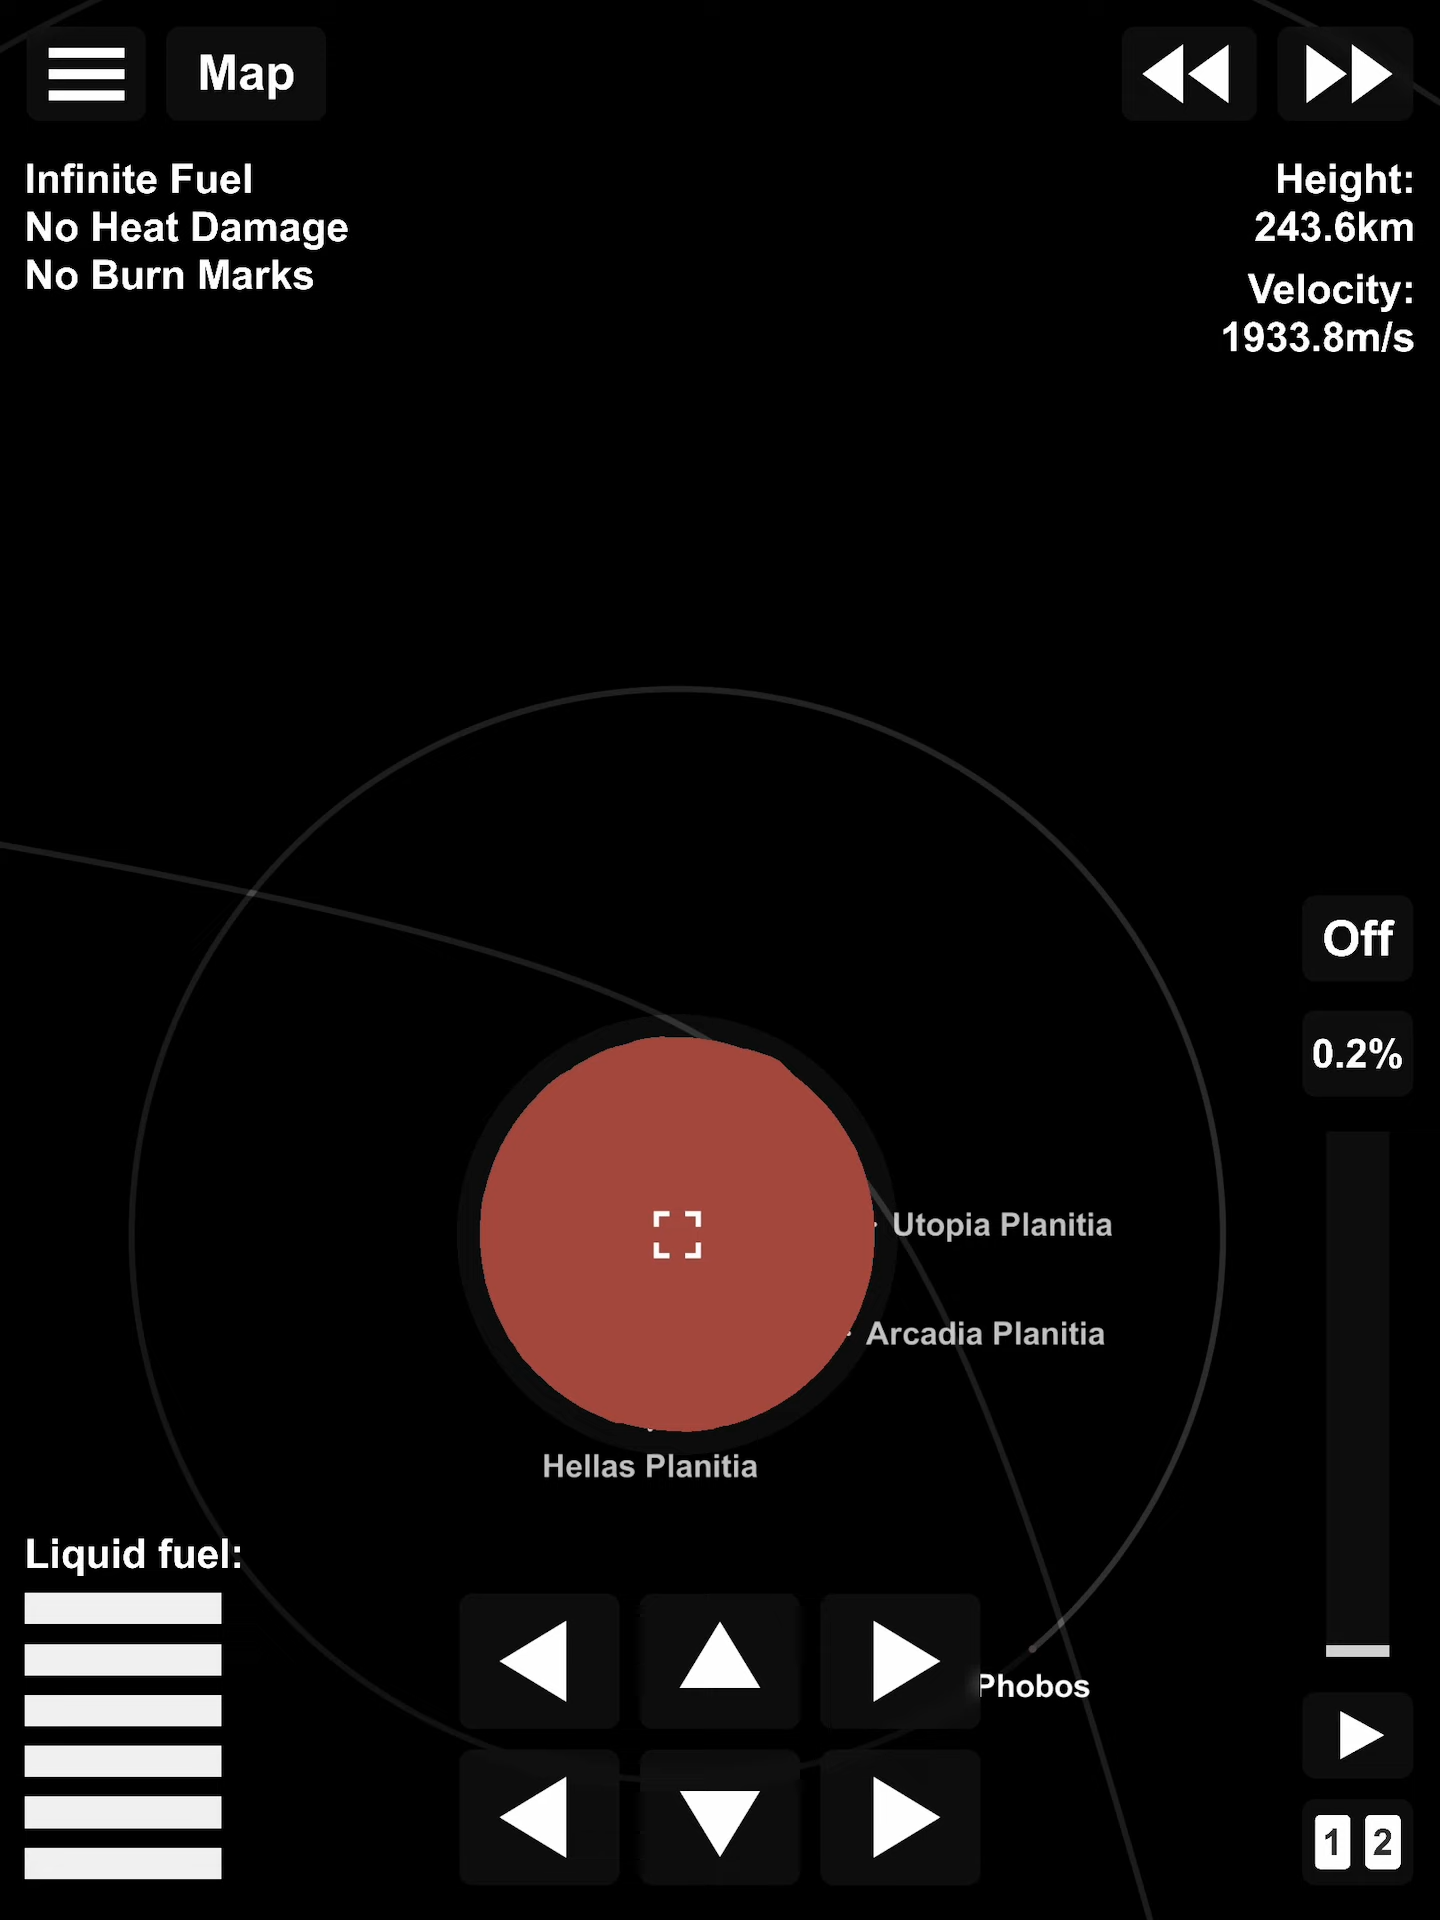 Map
Infinite Fuel
No Heat Damage
No Burn Marks
Height:
243.6km
Velocity:
1933.8m/s
Off
0.2%
Utopia Planitia
Arcadia Planitia
Hellas Planitia
Liquid fuel:
Phobos
1 2